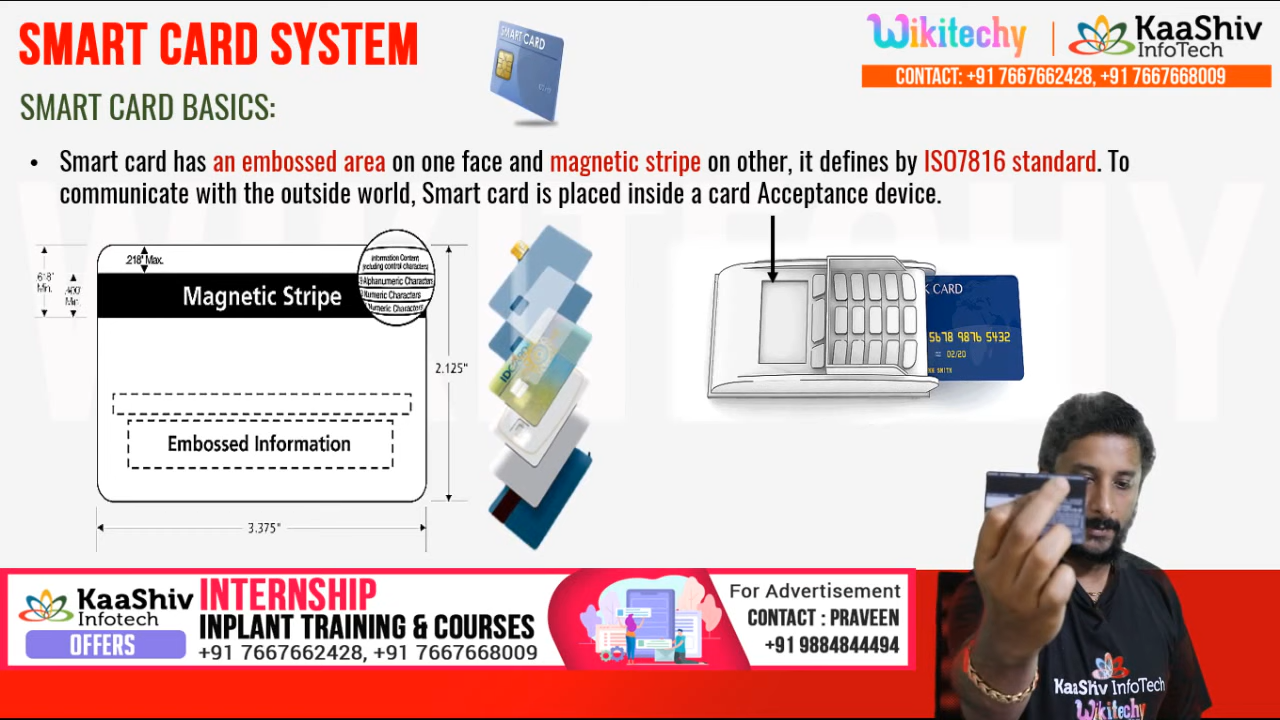 SMART CARD SYSTEM
SMART CARD
Wikitechy
KaaShiv
InfoTech
CONTACT: +91 7667662428, +91 7667668009
SMART CARD BASICS:
• Smart card has an embossed area on one face and magnetic stripe on other, it defines by ISO7816 standard. To
communicate with the outside world, Smart card is placed inside a card Acceptance device.
.218" Max.
Min.
Min.
Magnetic Stripe
Information Content
(including control characters)
Alphanumeric Characters
Numeric Characters
Numeric Characters
2.125"
Embossed Information
3.375"
CARD
5678 9876 5432
02/20
SMITH
KaaShiv
Infotech
OFFERS
INTERNSHIP
INPLANT TRAINING & COURSES
+91 7667662428, +91 7667668009
For Advertisement
CONTACT : PRAVEEN
+91 9884844494
KaaShiv InfoTech
Wikitechy